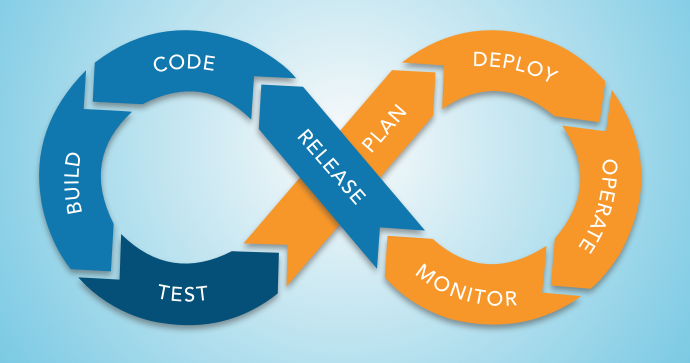 CODE
DEPLOY
PLAN
RELEASE
BUILD
OPERATE
TEST
MONITOR